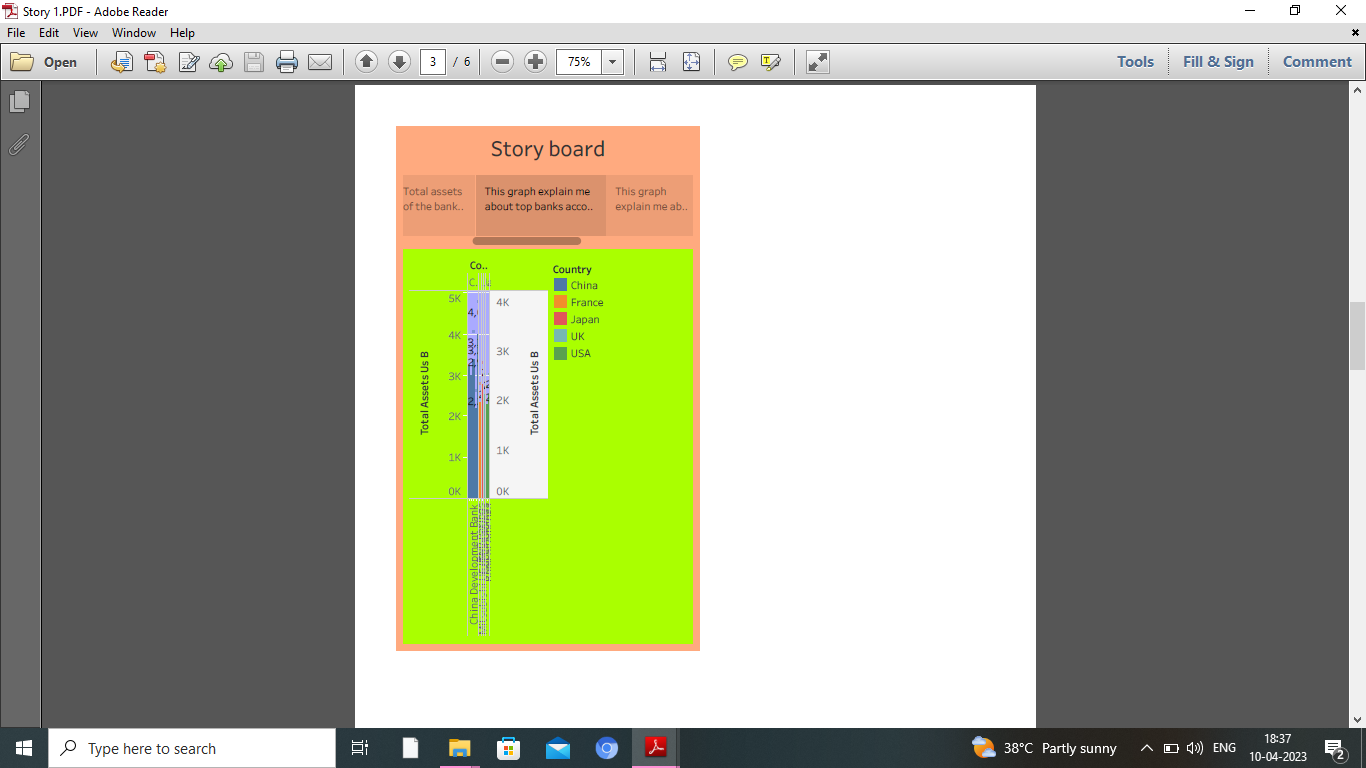 Story 1.PDF - Adobe Reader
File Edit View Window Help
Open 3 / 6 75% Tools Fill & Sign Comment
Story board
Total assets
of the bank..
This graph explain me
about top banks acco..
This graph
explain me ab..
Co..
Country
China
France
Japan
UK
USA
5K
4K
3K
2K
1K
0K
Total Assets Us B
4K
3K
2K
1K
0K
Total Assets Us B
China Development Bank
Type here to search
38°C Partly sunny
ENG
18:37
10-04-2023
2